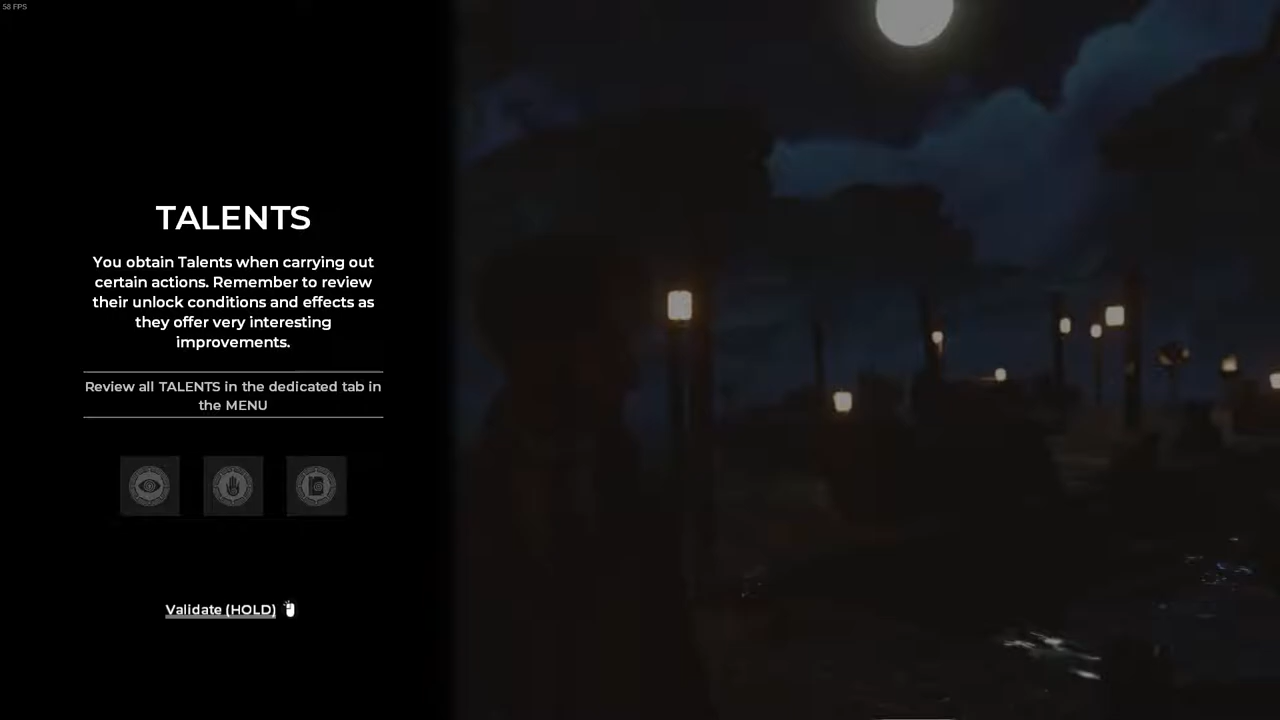 58 FPS
TALENTS
You obtain Talents when carrying out
certain actions. Remember to review
their unlock conditions and effects as
they offer very interesting
improvements.
Review all TALENTS in the dedicated tab in
the MENU
Validate (HOLD)